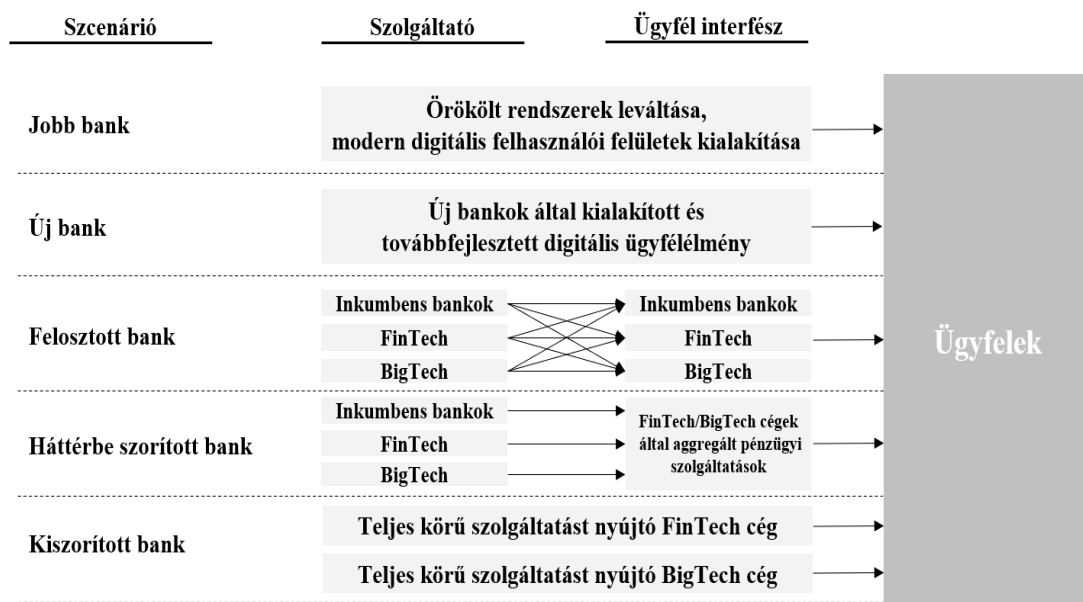 Szcenárió
Szolgáltató
Ügyfél interfész
Jobb bank
Örökölt rendszerek leváltása,
modern digitális felhasználói felületek kialakítása
Új bank
Új bankok által kialakított és
továbbfejlesztett digitális ügyfélélmény
Felosztott bank
Inkumbens bankok
Inkumbens bankok
FinTech
FinTech
BigTech
BigTech
Háttérbe szorított bank
Inkumbens bankok
FinTech
BigTech
FinTech/BigTech cégek
által aggregált pénzügyi
szolgáltatások
Kiszorított bank
Teljes körű szolgáltatást nyújtó FinTech cég
Teljes körű szolgáltatást nyújtó BigTech cég
Ügyfelek